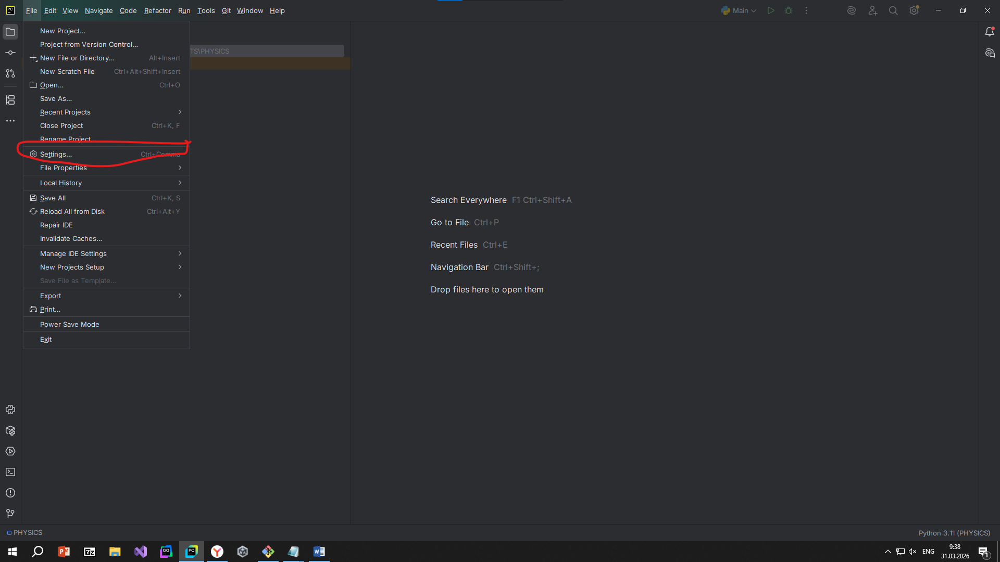 PC
File Edit View Navigate Code Refactor Run Tools Git Window Help
Main
New Project...
Project from Version Control...
TS\PHYSICS
New File or Directory... Alt+Insert
New Scratch File Ctrl+Alt+Shift+Insert
Open... Ctrl+O
Save As...
Recent Projects
Close Project Ctrl+K, F
Rename Project
Settings... Ctrl+Comma
File Properties
Local History
Save All Ctrl+K, S
Reload All from Disk Ctrl+Alt+Y
Repair IDE
Invalidate Caches...
Manage IDE Settings
New Projects Setup
Save File as Template...
Export
Print...
Power Save Mode
Exit
Search Everywhere F1 Ctrl+Shift+A
Go to File Ctrl+P
Recent Files Ctrl+E
Navigation Bar Ctrl+Shift+;
Drop files here to open them
PHYSICS
Python 3.11 (PHYSICS)
P 7z GO PC Y W
ENG
9:38
31.03.2026
1